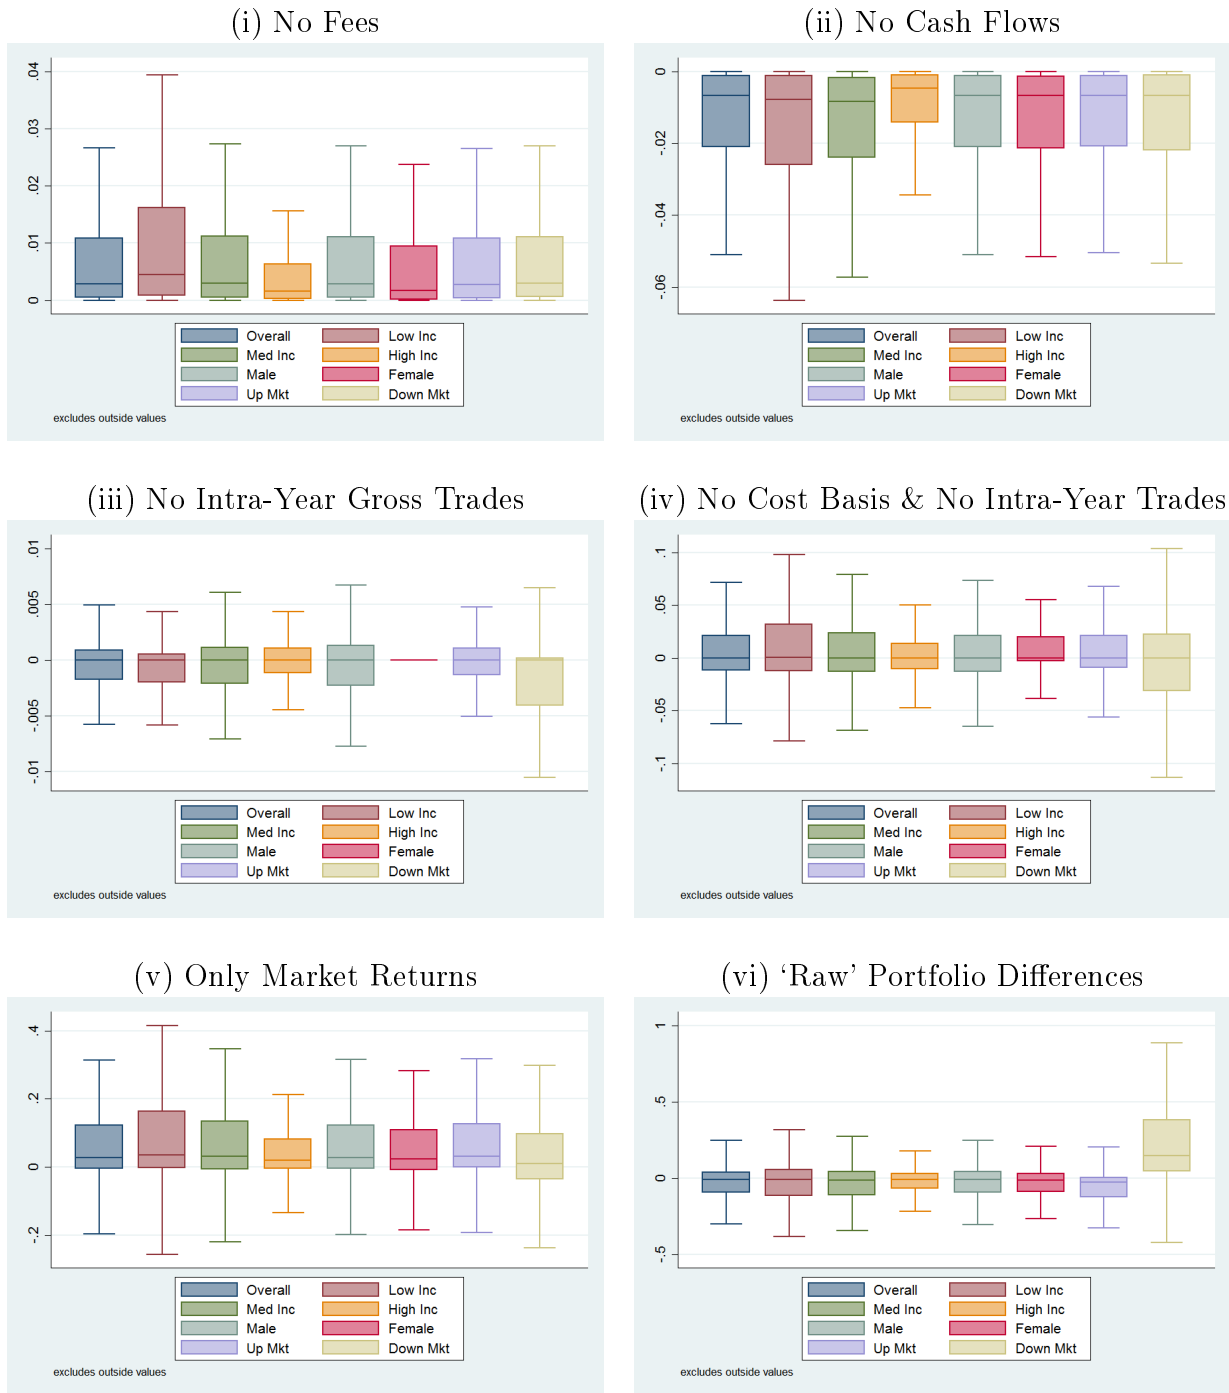 (i) No Fees
.04
.03
.02
.01
0
Overall Low Inc
Med Inc High Inc
Male Female
Up Mkt Down Mkt
excludes outside values
(ii) No Cash Flows
0
-.02
-.04
-.06
Overall Low Inc
Med Inc High Inc
Male Female
Up Mkt Down Mkt
excludes outside values
(iii) No Intra-Year Gross Trades
.01
.005
0
-.005
-.01
Overall Low Inc
Med Inc High Inc
Male Female
Up Mkt Down Mkt
excludes outside values
(iv) No Cost Basis & No Intra-Year Trades
.1
.05
0
-.05
-.1
Overall Low Inc
Med Inc High Inc
Male Female
Up Mkt Down Mkt
excludes outside values
(v) Only Market Returns
.4
.2
0
-.2
Overall Low Inc
Med Inc High Inc
Male Female
Up Mkt Down Mkt
excludes outside values
(vi) ‘Raw’ Portfolio Differences
1
.5
0
-.5
Overall Low Inc
Med Inc High Inc
Male Female
Up Mkt Down Mkt
excludes outside values